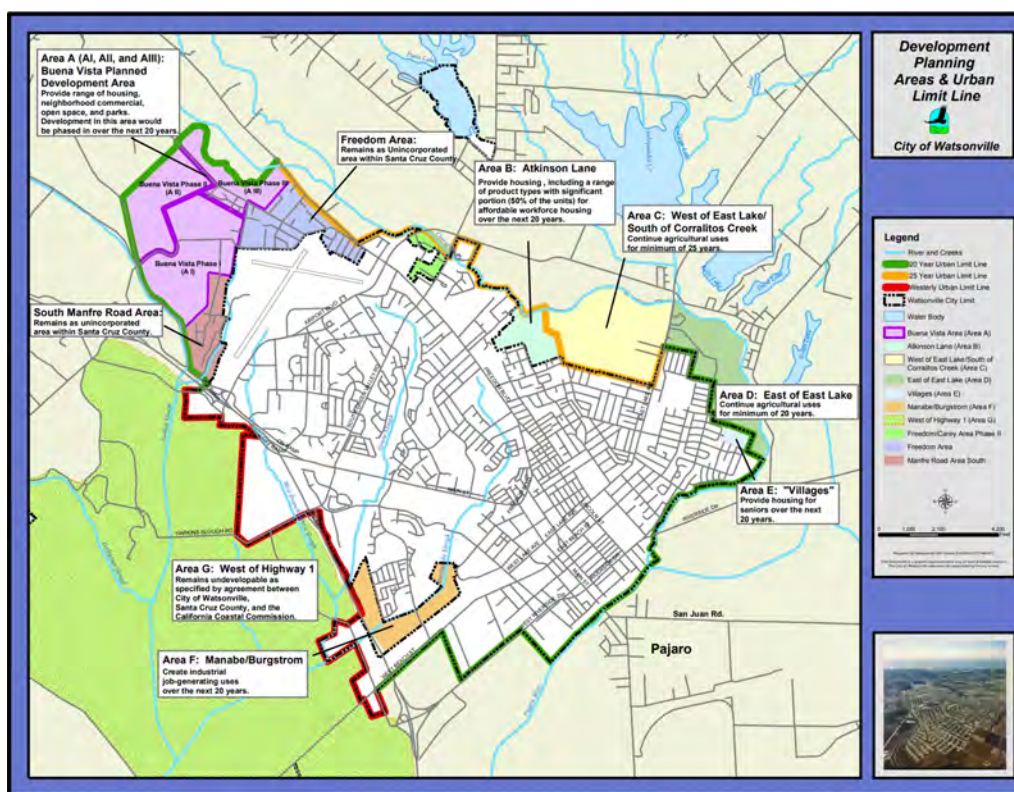 Area A (AI, AII, and AIII):
Buena Vista Planned
Development Area
Provide range of housing,
neighborhood commercial,
open space, and parks.
Development in this area would
be phased in over the next 20 years.
Freedom Area:
Remains as Unincorporated
area within Santa Cruz County.
Area B: Atkinson Lane
Provide housing , including a range
of product types with significant
portion (50% of the units) for
affordable workforce housing
over the next 20 years.
Area C: West of East Lake/
South of Corralitos Creek
Continue agricultural uses
for minimum of 25 years.
Buena Vista Phase II
(A II)
Buena Vista Phase III
(A III)
Buena Vista Phase I
(A I)
South Manfre Road Area:
Remains as unincorporated
area within Santa Cruz County.
Area D: East of East Lake
Continue agricultural uses
for minimum of 20 years.
Area E: "Villages"
Provide housing for
seniors over the next
20 years.
Area G: West of Highway 1
Remains undevelopable as
specified by agreement between
City of Watsonville,
Santa Cruz County, and the
California Coastal Commission.
Area F: Manabe/Burgstrom
Create industrial
job-generating uses
over the next 20 years.
San Juan Rd.
Pajaro
Development
Planning
Areas & Urban
Limit Line
City of Watsonville
Legend
River and Creeks
20 Year Urban Limit Line
25 Year Urban Limit Line
Westerly Urban Limit Line
Watsonville City Limit
Water Body
Buena Vista Area (Area A)
Atkinson Lane (Area B)
West of East Lake/South of
Corralitos Creek (Area C)
East of East Lake (Area D)
Villages (Area E)
Manabe/Burgstrom (Area F)
West of Highway 1 (Area G)
Freedom/Carey Area Phase II
Freedom Area
Manfre Road Area South